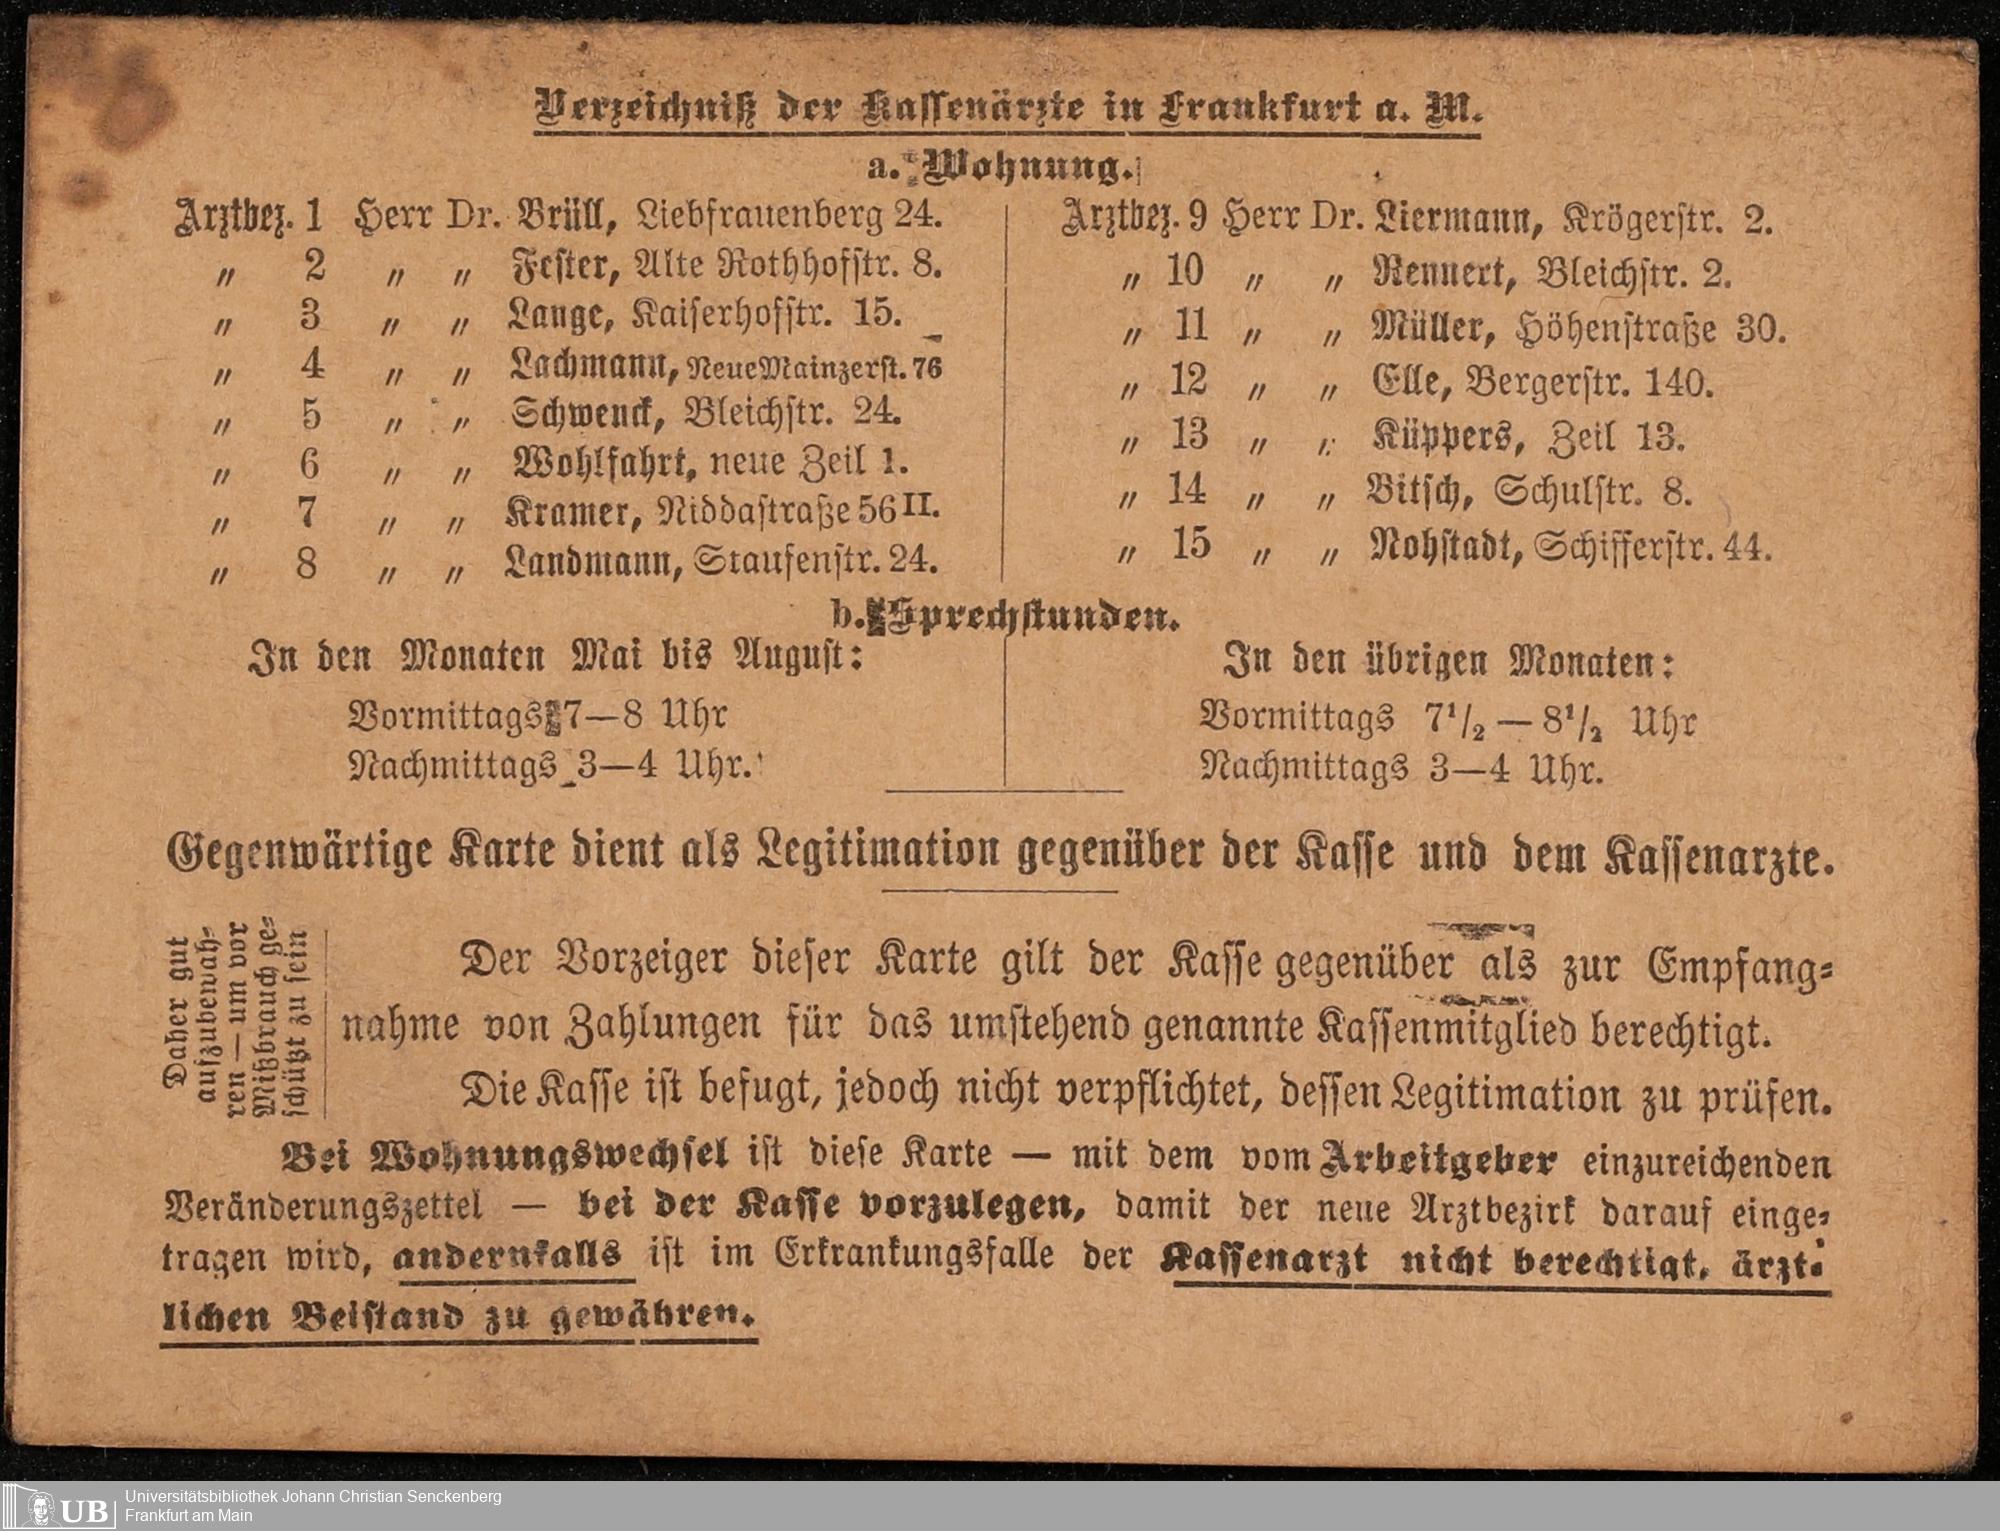 Verzeichniß der Kassenärzte in Frankfurt a. M.
a. Wohnung.
Arztbez. 1 Herr Dr. Brüll, Liebfrauenberg 24.
„ 2 „ „ Fester, Alte Rothhofstr. 8.
„ 3 „ „ Lange, Kaiserhofstr. 15.
„ 4 „ „ Lachmann, Neue Mainzerst. 76
„ 5 „ „ Schwenck, Bleichstr. 24.
„ 6 „ „ Wohlfahrt, neue Zeil 1.
„ 7 „ „ Kramer, Niddastraße 56 II.
„ 8 „ „ Landmann, Staufenstr. 24.
Arztbez. 9 Herr Dr. Liermann, Krögerstr. 2.
„ 10 „ „ Rennert, Bleichstr. 2.
„ 11 „ „ Müller, Höhenstraße 30.
„ 12 „ „ Elle, Bergerstr. 140.
„ 13 „ „ Küppers, Zeil 13.
„ 14 „ „ Bitsch, Schulstr. 8.
„ 15 „ „ Nohstadt, Schifferstr. 44.
b. Sprechstunden.
In den Monaten Mai bis August:
Vormittags 7—8 Uhr
Nachmittags 3—4 Uhr.
In den übrigen Monaten:
Vormittags 7¹/₂ — 8¹/₂ Uhr
Nachmittags 3—4 Uhr.
Gegenwärtige Karte dient als Legitimation gegenüber der Kasse und dem Kassenarzte.
Daher gut
aufzubewah-
ren — um vor
Mißbrauch ge-
schützt zu sein
Der Vorzeiger dieser Karte gilt der Kasse gegenüber als zur Empfang-
nahme von Zahlungen für das umstehend genannte Kassenmitglied berechtigt.
Die Kasse ist befugt, jedoch nicht verpflichtet, dessen Legitimation zu prüfen.
Bei Wohnungswechsel ist diese Karte — mit dem vom Arbeitgeber einzureichenden
Veränderungszettel — bei der Kasse vorzulegen, damit der neue Arztbezirk darauf einge-
tragen wird, andernfalls ist im Erkrankungsfalle der Kassenarzt nicht berechtigt, ärzt-
lichen Beistand zu gewähren.
UB
Universitätsbibliothek Johann Christian Senckenberg
Frankfurt am Main